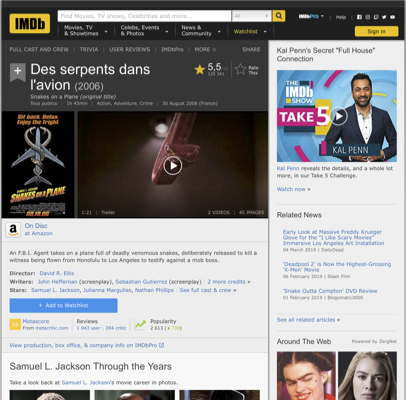 IMDb
Find Movies, TV shows, Celebrities and more...
All
IMDbPro
Help
Movies, TV
& Showtimes
Celebs, Events
& Photos
News &
Community
Watchlist
Sign in
FULL CAST AND CREW | TRIVIA | USER REVIEWS | IMDbPro | MORE
SHARE
Des serpents dans
l'avion (2006)
5,5
Rate
This
Snakes on a Plane (original title)
Tous publics | 1h 45min | Action, Adventure, Crime | 30 August 2006 (France)
Sit back. Relax.
Enjoy the fright.
SNAKES ON A PLANE
1:21 | Trailer
2 VIDEOS | 45 IMAGES
On Disc
at Amazon
An F.B.I. Agent takes on a plane full of deadly venomous snakes, deliberately released to kill a
witness being flown from Honolulu to Los Angeles to testify against a mob boss.
Director: David R. Ellis
Writers: John Heffernan (screenplay), Sebastian Gutierrez (screenplay) | 2 more credits »
Stars: Samuel L. Jackson, Julianna Margulies, Nathan Phillips | See full cast & crew »
+ Add to Watchlist
Metascore
From metacritic.com
Reviews
1 043 user | 284 critic
Popularity
View production, box office, & company info on IMDbPro
Samuel L. Jackson Through the Years
Take a look back at Samuel L. Jackson's movie career in photos.
Kal Penn's Secret "Full House"
Connection
THE
IMDb
SHOW
TAKE 5
KAL PENN
Kal Penn reveals the details, and a whole lot
more, in our Take 5 Challenge.
Watch now »
Related News
Early Look at Massive Freddy Krueger
Glove for the "I Like Scary Movies"
Immersive Los Angeles Art Installation
04 March 2019 | DailyDead
'Deadpool 2' is Now the Highest-Grossing
'X-Men' Movie
06 February 2019 | Slash Film
'Snake Outta Compton' DVD Review
01 February 2019 | Blogomatic3000
See all related articles »
Around The Web
Powered by ZergNet